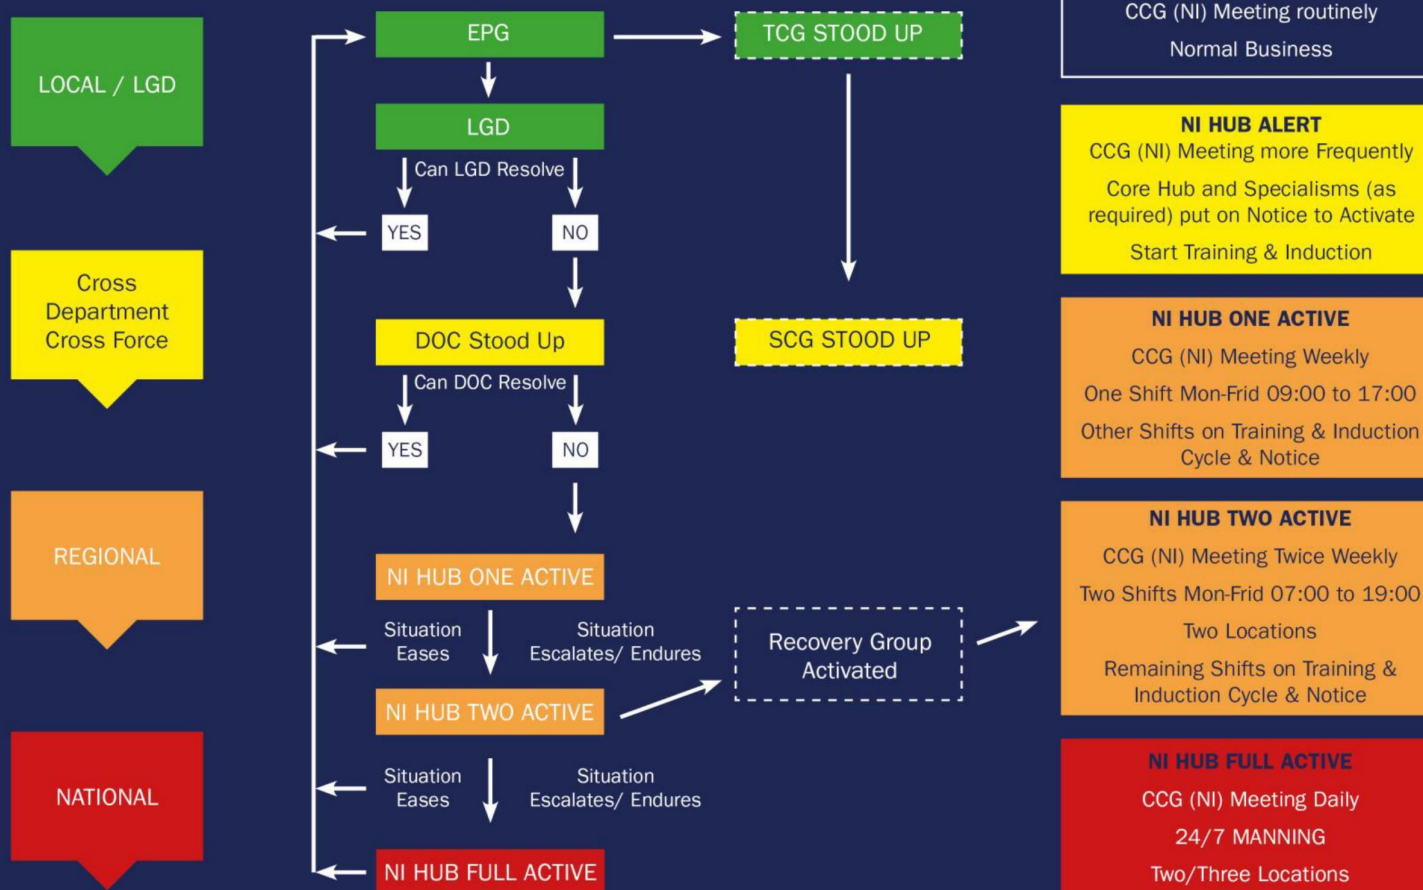 LOCAL / LGD
Cross
Department
Cross Force
REGIONAL
NATIONAL
EPG
LGD
Can LGD Resolve
YES
NO
DOC Stood Up
Can DOC Resolve
YES
NO
NI HUB ONE ACTIVE
Situation
Eases
Situation
Escalates/ Endures
NI HUB TWO ACTIVE
Situation
Eases
Situation
Escalates/ Endures
NI HUB FULL ACTIVE
TCG STOOD UP
SCG STOOD UP
Recovery Group
Activated
CCG (NI) Meeting routinely
Normal Business
NI HUB ALERT
CCG (NI) Meeting more Frequently
Core Hub and Specialisms (as
required) put on Notice to Activate
Start Training & Induction
NI HUB ONE ACTIVE
CCG (NI) Meeting Weekly
One Shift Mon-Frid 09:00 to 17:00
Other Shifts on Training & Induction
Cycle & Notice
NI HUB TWO ACTIVE
CCG (NI) Meeting Twice Weekly
Two Shifts Mon-Frid 07:00 to 19:00
Two Locations
Remaining Shifts on Training &
Induction Cycle & Notice
NI HUB FULL ACTIVE
CCG (NI) Meeting Daily
24/7 MANNING
Two/Three Locations